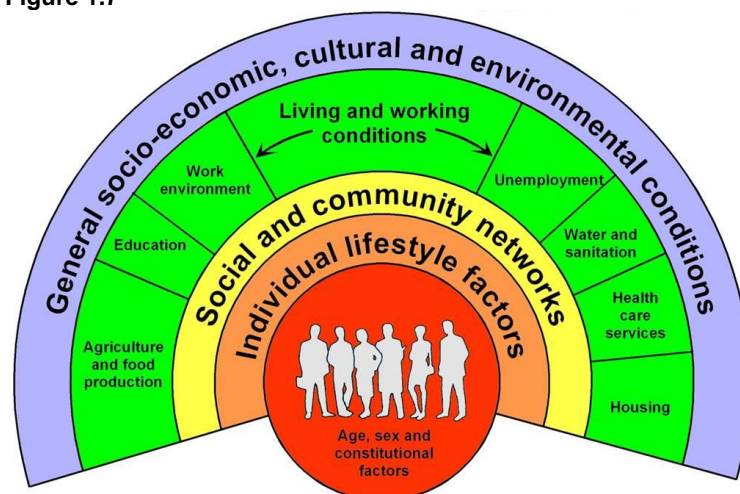 Figure 1.7
General socio-economic, cultural and environmental conditions
Living and working
conditions
Work
environment
Unemployment
Education
Water and
sanitation
Agriculture
and food
production
Health
care
services
Housing
Social and community networks
Individual lifestyle factors
Age, sex and
constitutional
factors